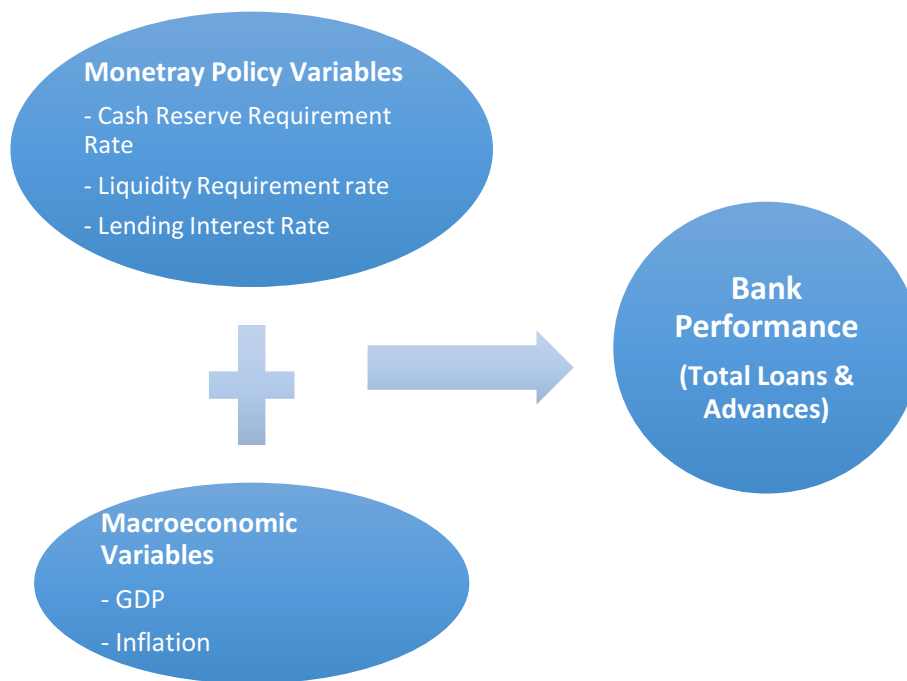 Monetray Policy Variables
- Cash Reserve Requirement
Rate
- Liquidity Requirement rate
- Lending Interest Rate
Bank
Performance
(Total Loans &
Advances)
Macroeconomic
Variables
- GDP
- Inflation